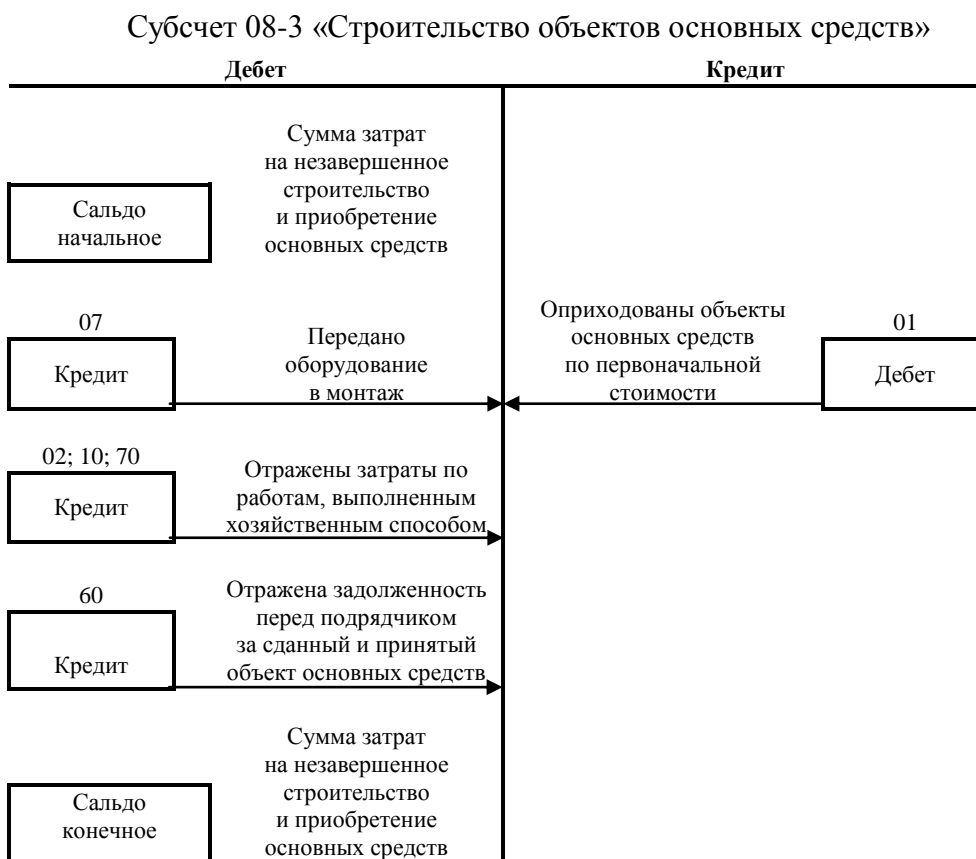 Субсчет 08-3 «Строительство объектов основных средств»
Дебет
Кредит
Сальдо
начальное
Сумма затрат
на незавершенное
строительство
и приобретение
основных средств
07
Кредит
Передано
оборудование
в монтаж
Оприходованы объекты
основных средств
по первоначальной
стоимости
01
Дебет
02; 10; 70
Кредит
Отражены затраты по
работам, выполненным
хозяйственным способом
60
Кредит
Отражена задолженность
перед подрядчиком
за сданный и принятый
объект основных средств
Сальдо
конечное
Сумма затрат
на незавершенное
строительство
и приобретение
основных средств